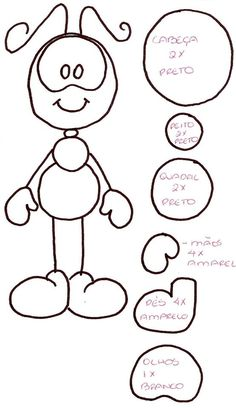 CABEÇA
2X
PRETO
PEITO
2X
PRETO
QUADRIL
2X
PRETO
- MÃOS
4X
AMAREL
PÉS 4X
AMARELO
OLHOS
1X
BRANCO